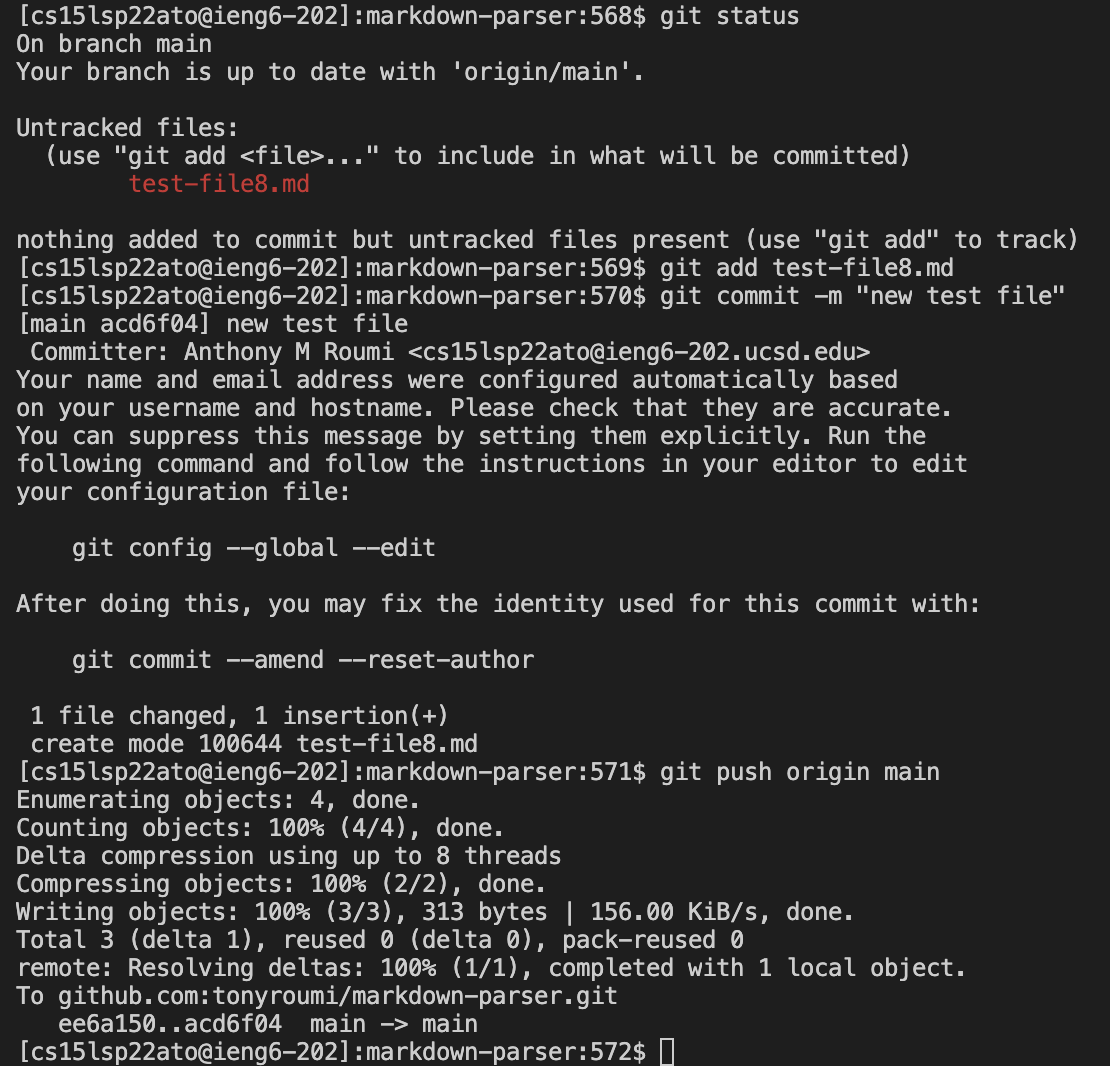 [cs15lsp22ato@ieng6-202]:markdown-parser:568$ git status
On branch main
Your branch is up to date with 'origin/main'.

Untracked files:
  (use "git add <file>..." to include in what will be committed)
        test-file8.md

nothing added to commit but untracked files present (use "git add" to track)
[cs15lsp22ato@ieng6-202]:markdown-parser:569$ git add test-file8.md
[cs15lsp22ato@ieng6-202]:markdown-parser:570$ git commit -m "new test file"
[main acd6f04] new test file
 Committer: Anthony M Roumi <cs15lsp22ato@ieng6-202.ucsd.edu>
Your name and email address were configured automatically based
on your username and hostname. Please check that they are accurate.
You can suppress this message by setting them explicitly. Run the
following command and follow the instructions in your editor to edit
your configuration file:

    git config --global --edit

After doing this, you may fix the identity used for this commit with:

    git commit --amend --reset-author

 1 file changed, 1 insertion(+)
 create mode 100644 test-file8.md
[cs15lsp22ato@ieng6-202]:markdown-parser:571$ git push origin main
Enumerating objects: 4, done.
Counting objects: 100% (4/4), done.
Delta compression using up to 8 threads
Compressing objects: 100% (2/2), done.
Writing objects: 100% (3/3), 313 bytes | 156.00 KiB/s, done.
Total 3 (delta 1), reused 0 (delta 0), pack-reused 0
remote: Resolving deltas: 100% (1/1), completed with 1 local object.
To github.com:tonyroumi/markdown-parser.git
   ee6a150..acd6f04  main -> main
[cs15lsp22ato@ieng6-202]:markdown-parser:572$